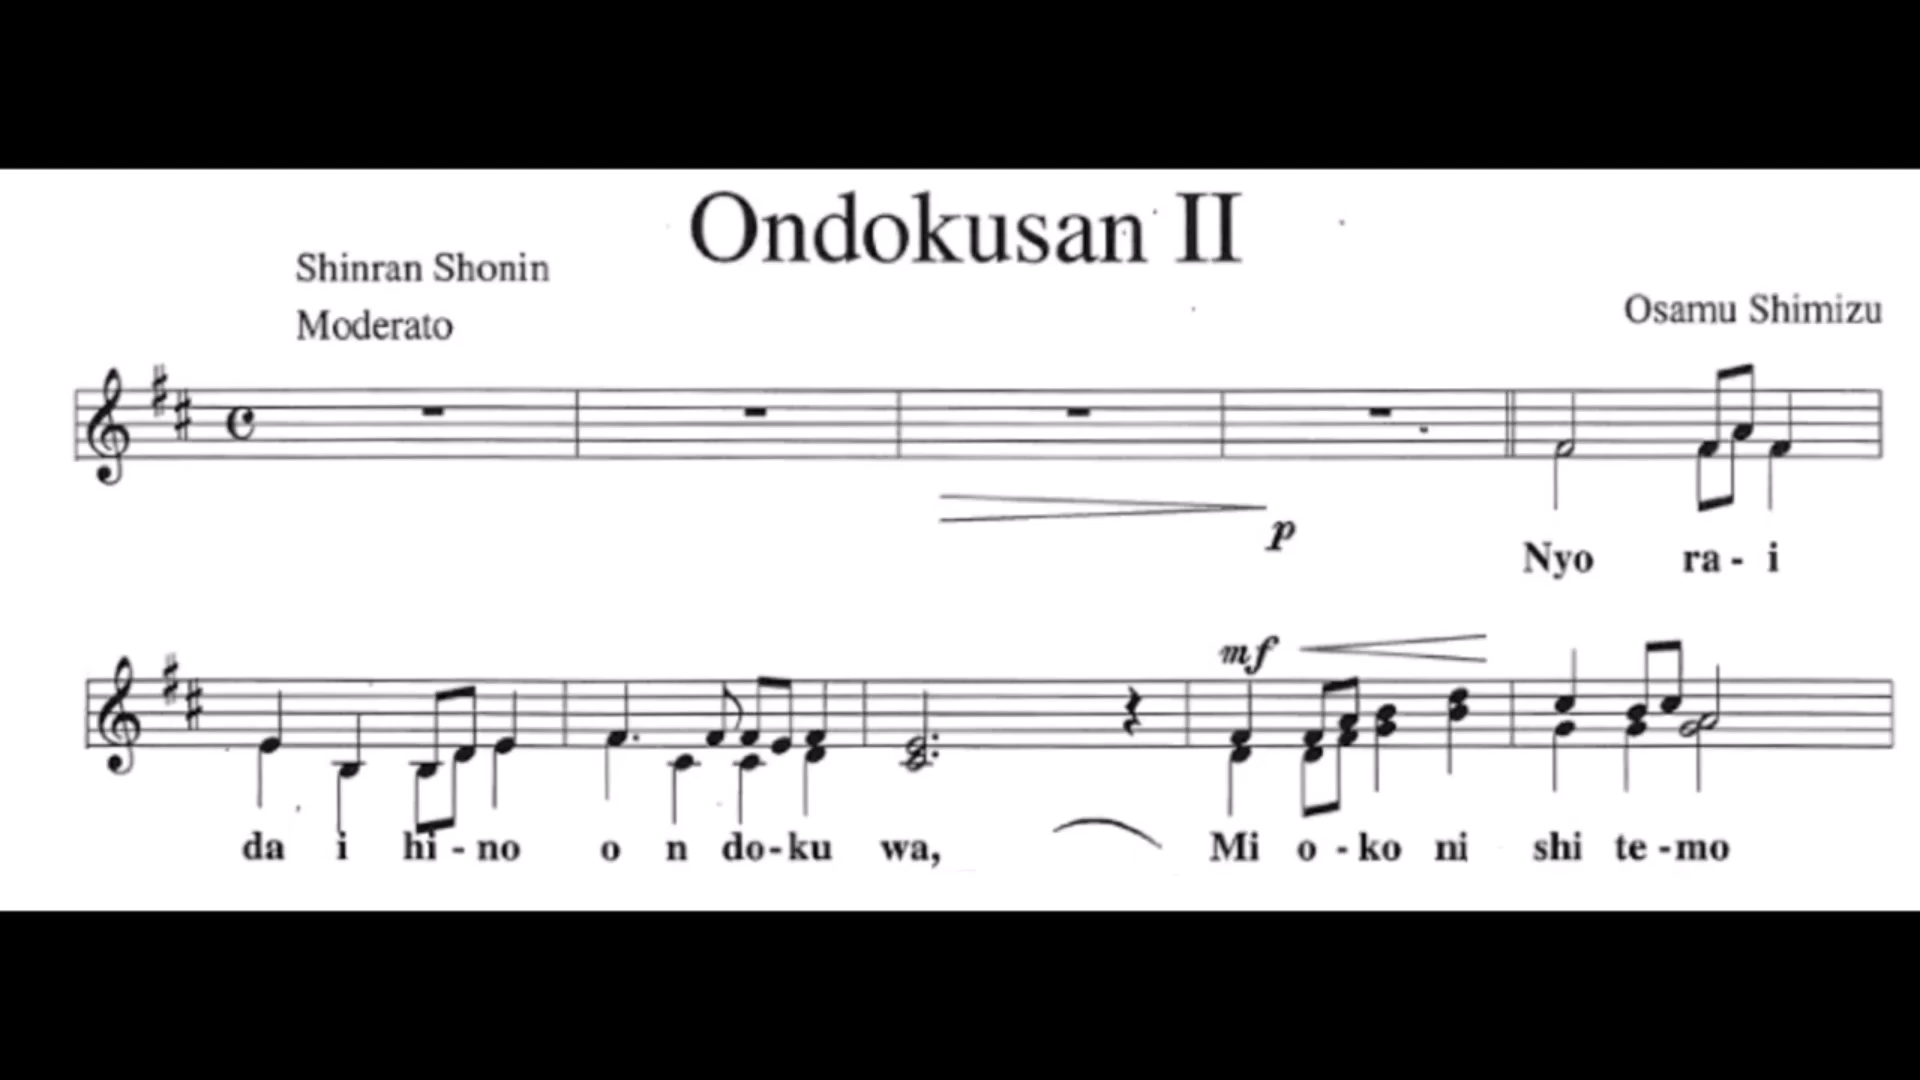 Ondokusan II
Shinran Shonin
Moderato
Osamu Shimizu
p
Nyo ra - i
mf
da i hi - no o n do - ku wa, Mi o - ko ni shi te - mo